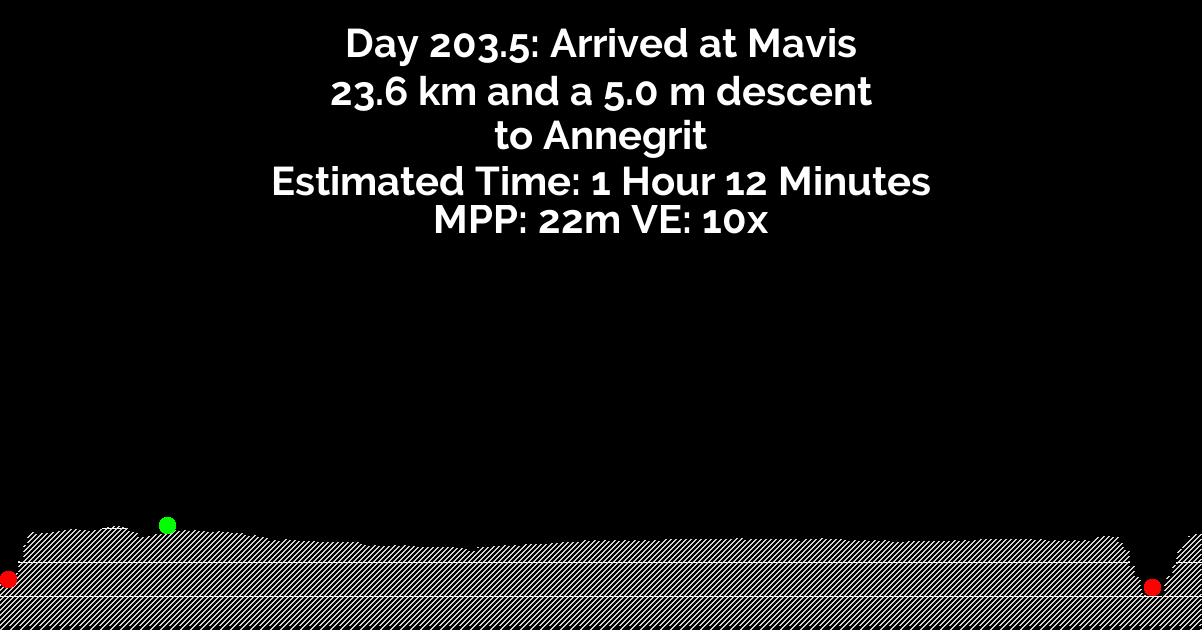 Day 203.5: Arrived at Mavis
23.6 km and a 5.0 m descent
to Annegrit
Estimated Time: 1 Hour 12 Minutes
MPP: 22m VE: 10x